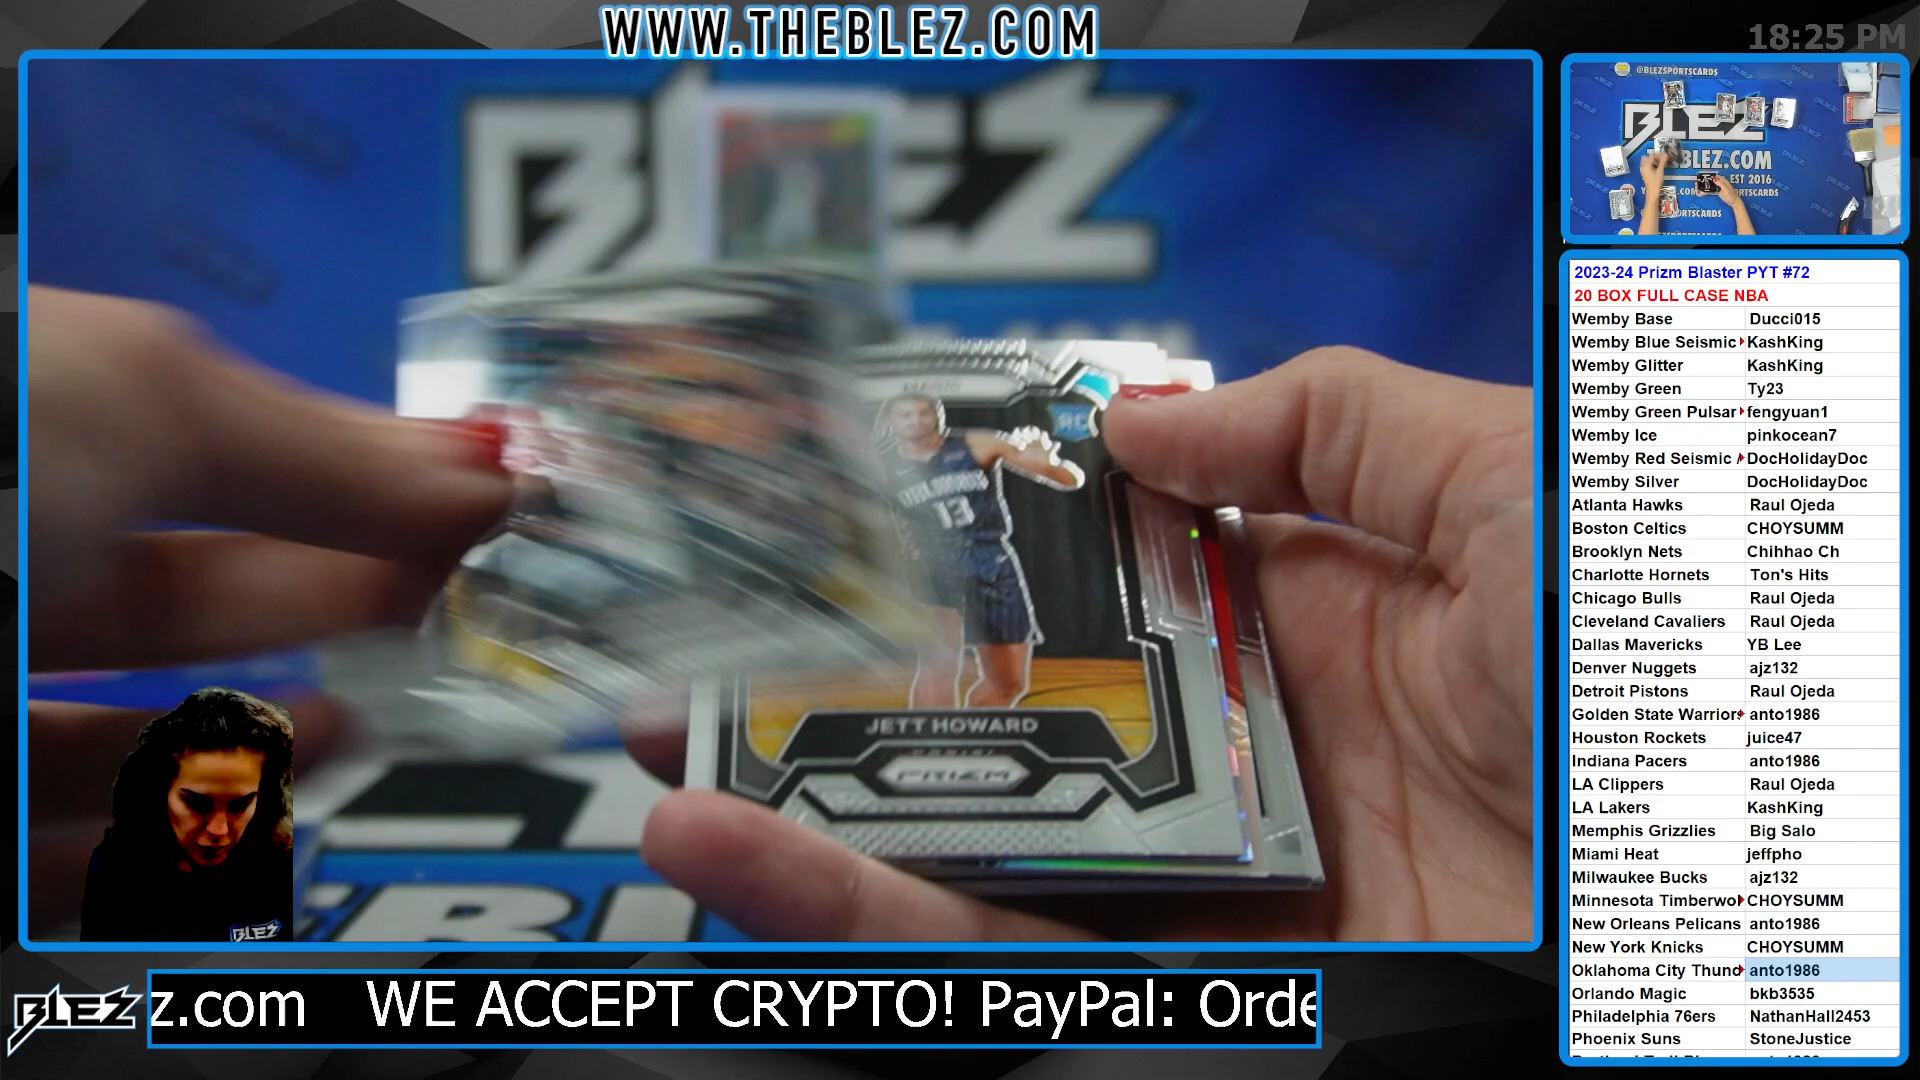 WWW.THEBLEZ.COM
18:25 PM
BLEZ
MAGIC
RC
13
JETT HOWARD
PANINI
PRIZM
BLEZ
@BLEZSPORTSCARDS
BLEZ
BLEZ.COM
EST 2016
2023-24 Prizm Blaster PYT #72
20 BOX FULL CASE NBA
Wemby Base Ducci015
Wemby Blue Seismic KashKing
Wemby Glitter KashKing
Wemby Green Ty23
Wemby Green Pulsar fengyuan1
Wemby Ice pinkocean7
Wemby Red Seismic DocHolidayDoc
Wemby Silver DocHolidayDoc
Atlanta Hawks Raul Ojeda
Boston Celtics CHOYSUMM
Brooklyn Nets Chihhao Ch
Charlotte Hornets Ton's Hits
Chicago Bulls Raul Ojeda
Cleveland Cavaliers Raul Ojeda
Dallas Mavericks YB Lee
Denver Nuggets ajz132
Detroit Pistons Raul Ojeda
Golden State Warriors anto1986
Houston Rockets juice47
Indiana Pacers anto1986
LA Clippers Raul Ojeda
LA Lakers KashKing
Memphis Grizzlies Big Salo
Miami Heat jeffpho
Milwaukee Bucks ajz132
Minnesota Timberwol CHOYSUMM
New Orleans Pelicans anto1986
New York Knicks CHOYSUMM
Oklahoma City Thund anto1986
Orlando Magic bkb3535
Philadelphia 76ers NathanHall2453
Phoenix Suns StoneJustice
BLEZ
z.com WE ACCEPT CRYPTO! PayPal: Orde